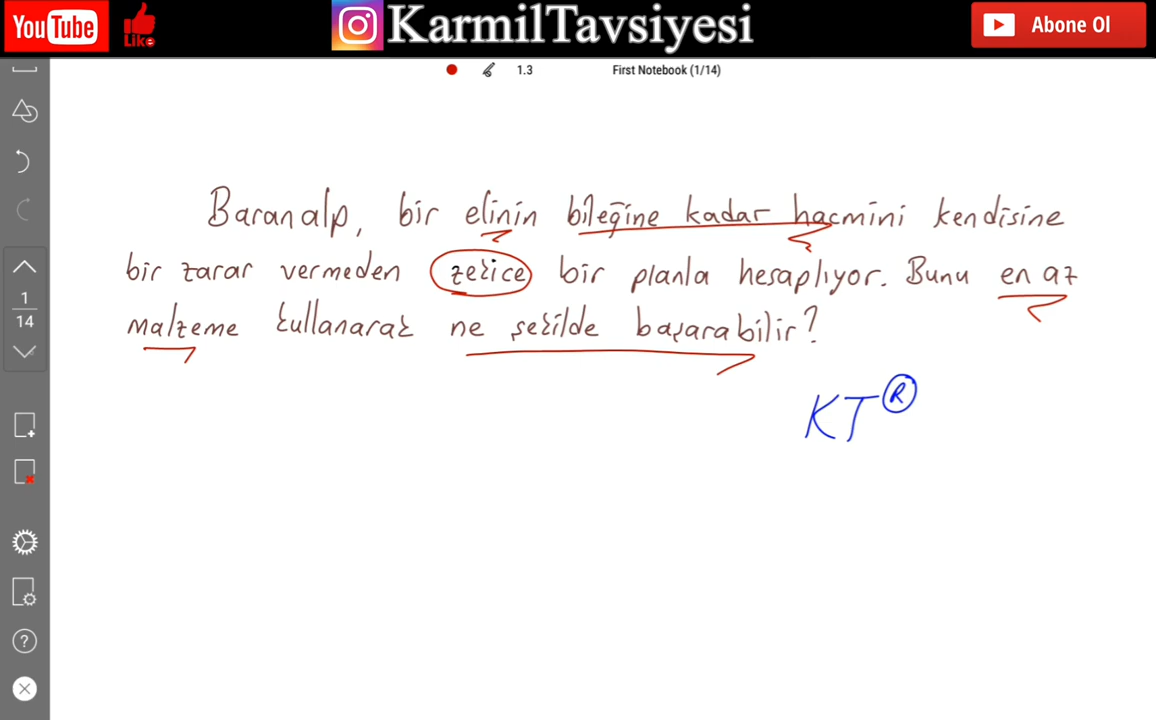 YouTube
Like
KarmilTavsiyesi
Abone Ol
1.3
First Notebook (1/14)
Baranalp, bir elinin bileğine kadar hacmini kendisine
bir zarar vermeden zekice bir planla hesaplıyor. Bunu en az
malzeme kullanarak ne şekilde başarabilir?
KT®
1
14
?